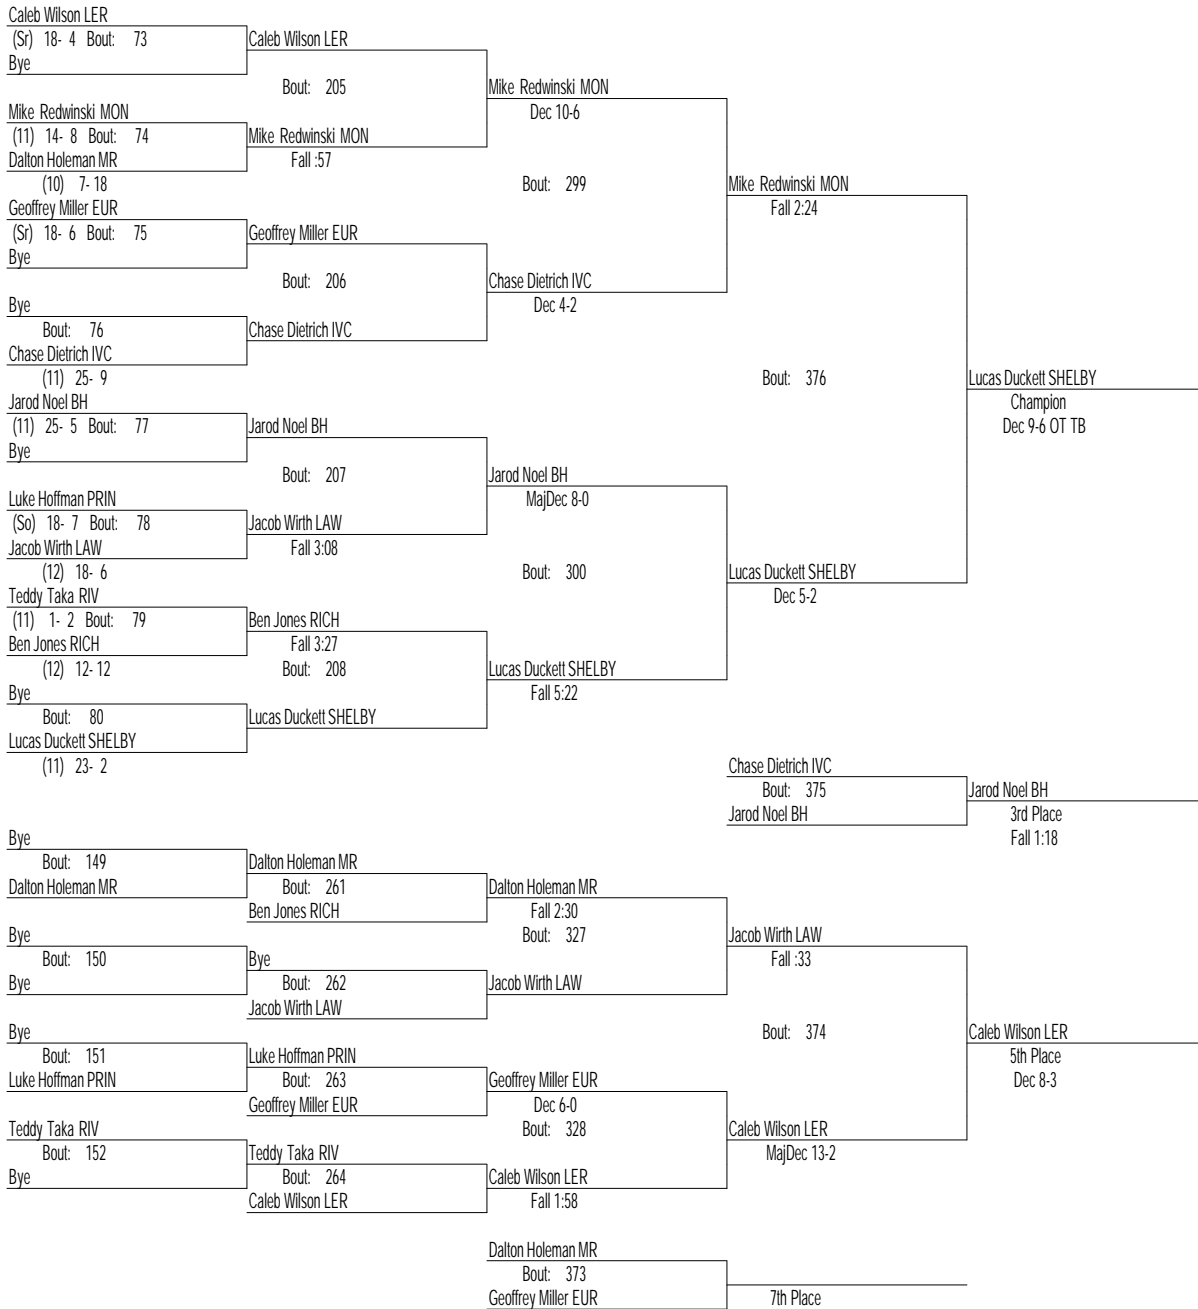 Caleb Wilson LER
(Sr) 18- 4 Bout: 73
Bye
Caleb Wilson LER
Bout: 205
Mike Redwinski MON
Dec 10-6
Mike Redwinski MON
(11) 14- 8 Bout: 74
Dalton Holeman MR
(10) 7- 18
Mike Redwinski MON
Fall :57
Bout: 299
Mike Redwinski MON
Fall 2:24
Geoffrey Miller EUR
(Sr) 18- 6 Bout: 75
Bye
Geoffrey Miller EUR
Bout: 206
Chase Dietrich IVC
Dec 4-2
Bye
Bout: 76
Chase Dietrich IVC
(11) 25- 9
Chase Dietrich IVC
Bout: 376
Lucas Duckett SHELBY
Champion
Dec 9-6 OT TB
Jarod Noel BH
(11) 25- 5 Bout: 77
Bye
Jarod Noel BH
Bout: 207
Jarod Noel BH
MajDec 8-0
Luke Hoffman PRIN
(So) 18- 7 Bout: 78
Jacob Wirth LAW
(12) 18- 6
Jacob Wirth LAW
Fall 3:08
Bout: 300
Lucas Duckett SHELBY
Dec 5-2
Teddy Taka RIV
(11) 1- 2 Bout: 79
Ben Jones RICH
(12) 12- 12
Ben Jones RICH
Fall 3:27
Bout: 208
Lucas Duckett SHELBY
Fall 5:22
Bye
Bout: 80
Lucas Duckett SHELBY
(11) 23- 2
Lucas Duckett SHELBY
Chase Dietrich IVC
Bout: 375
Jarod Noel BH
Jarod Noel BH
3rd Place
Fall 1:18
Bye
Bout: 149
Dalton Holeman MR
Dalton Holeman MR
Bout: 261
Ben Jones RICH
Dalton Holeman MR
Fall 2:30
Bout: 327
Bye
Bout: 150
Bye
Bye
Bout: 262
Jacob Wirth LAW
Jacob Wirth LAW
Jacob Wirth LAW
Fall :33
Bye
Bout: 151
Luke Hoffman PRIN
Luke Hoffman PRIN
Bout: 263
Geoffrey Miller EUR
Geoffrey Miller EUR
Dec 6-0
Bout: 328
Bout: 374
Caleb Wilson LER
5th Place
Dec 8-3
Teddy Taka RIV
Bout: 152
Bye
Teddy Taka RIV
Bout: 264
Caleb Wilson LER
Caleb Wilson LER
Fall 1:58
Caleb Wilson LER
MajDec 13-2
Dalton Holeman MR
Bout: 373
Geoffrey Miller EUR
7th Place